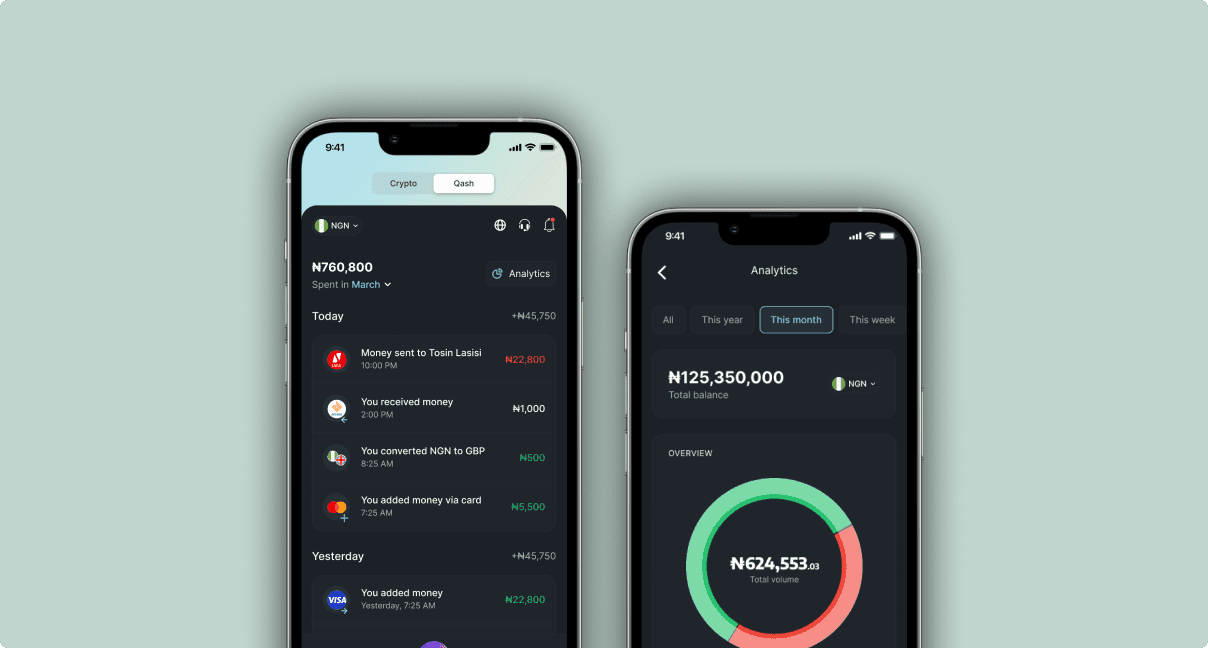 9:41
Crypto Qash
NGN
₦760,800
Spent in March
Analytics
Today +₦45,750
Money sent to Tosin Lasisi
10:00 PM
₦22,800
You received money
2:00 PM
₦1,000
You converted NGN to GBP
8:25 AM
₦500
You added money via card
7:25 AM
₦5,500
Yesterday +₦45,750
VISA
You added money
Yesterday, 7:25 AM
₦22,800
9:41
Analytics
All This year This month This week
₦125,350,000
Total balance
NGN
OVERVIEW
₦624,553.03
Total volume